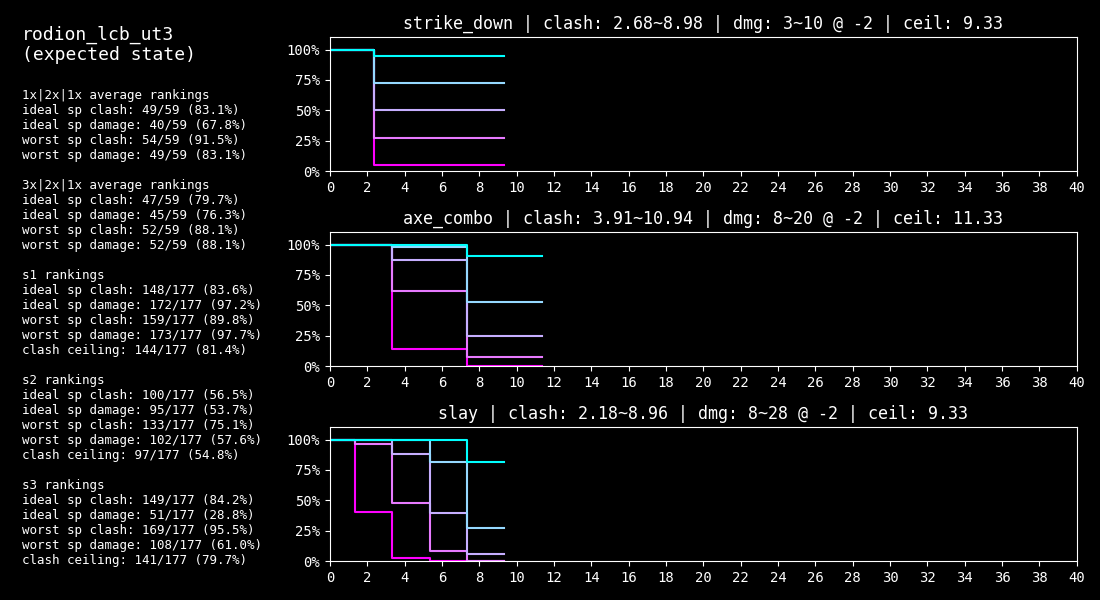 rodion_lcb_ut3
(expected state)
1x|2x|1x average rankings
ideal sp clash: 49/59 (83.1%)
ideal sp damage: 40/59 (67.8%)
worst sp clash: 54/59 (91.5%)
worst sp damage: 49/59 (83.1%)
3x|2x|1x average rankings
ideal sp clash: 47/59 (79.7%)
ideal sp damage: 45/59 (76.3%)
worst sp clash: 52/59 (88.1%)
worst sp damage: 52/59 (88.1%)
s1 rankings
ideal sp clash: 148/177 (83.6%)
ideal sp damage: 172/177 (97.2%)
worst sp clash: 159/177 (89.8%)
worst sp damage: 173/177 (97.7%)
clash ceiling: 144/177 (81.4%)
s2 rankings
ideal sp clash: 100/177 (56.5%)
ideal sp damage: 95/177 (53.7%)
worst sp clash: 133/177 (75.1%)
worst sp damage: 102/177 (57.6%)
clash ceiling: 97/177 (54.8%)
s3 rankings
ideal sp clash: 149/177 (84.2%)
ideal sp damage: 51/177 (28.8%)
worst sp clash: 169/177 (95.5%)
worst sp damage: 108/177 (61.0%)
clash ceiling: 141/177 (79.7%)
strike_down | clash: 2.68~8.98 | dmg: 3~10 @ -2 | ceil: 9.33
100%
75%
50%
25%
0%
0 2 4 6 8 10 12 14 16 18 20 22 24 26 28 30 32 34 36 38 40
axe_combo | clash: 3.91~10.94 | dmg: 8~20 @ -2 | ceil: 11.33
100%
75%
50%
25%
0%
0 2 4 6 8 10 12 14 16 18 20 22 24 26 28 30 32 34 36 38 40
slay | clash: 2.18~8.96 | dmg: 8~28 @ -2 | ceil: 9.33
100%
75%
50%
25%
0%
0 2 4 6 8 10 12 14 16 18 20 22 24 26 28 30 32 34 36 38 40